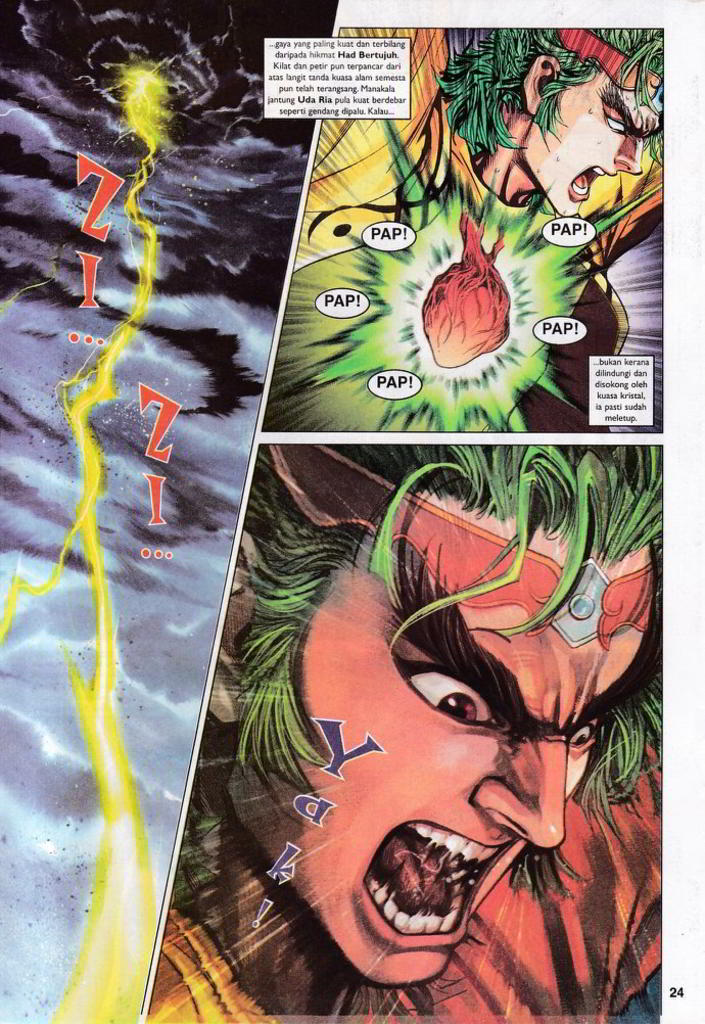 ...gaya yang paling kuat dan terbilang
daripada hikmat Had Bertujuh.
Kilat dan petir pun terpancar dari
atas langit tanda kuasa alam semesta
pun telah terangsang. Manakala
jantung Uda Ria pula kuat berdebar
seperti gendang dipalu. Kalau...
ZI...
ZI...
PAP!
PAP!
PAP!
PAP!
PAP!
...bukan kerana
dilindungi dan
disokong oleh
kuasa kristal,
ia pasti sudah
meletup.
Yak!
24